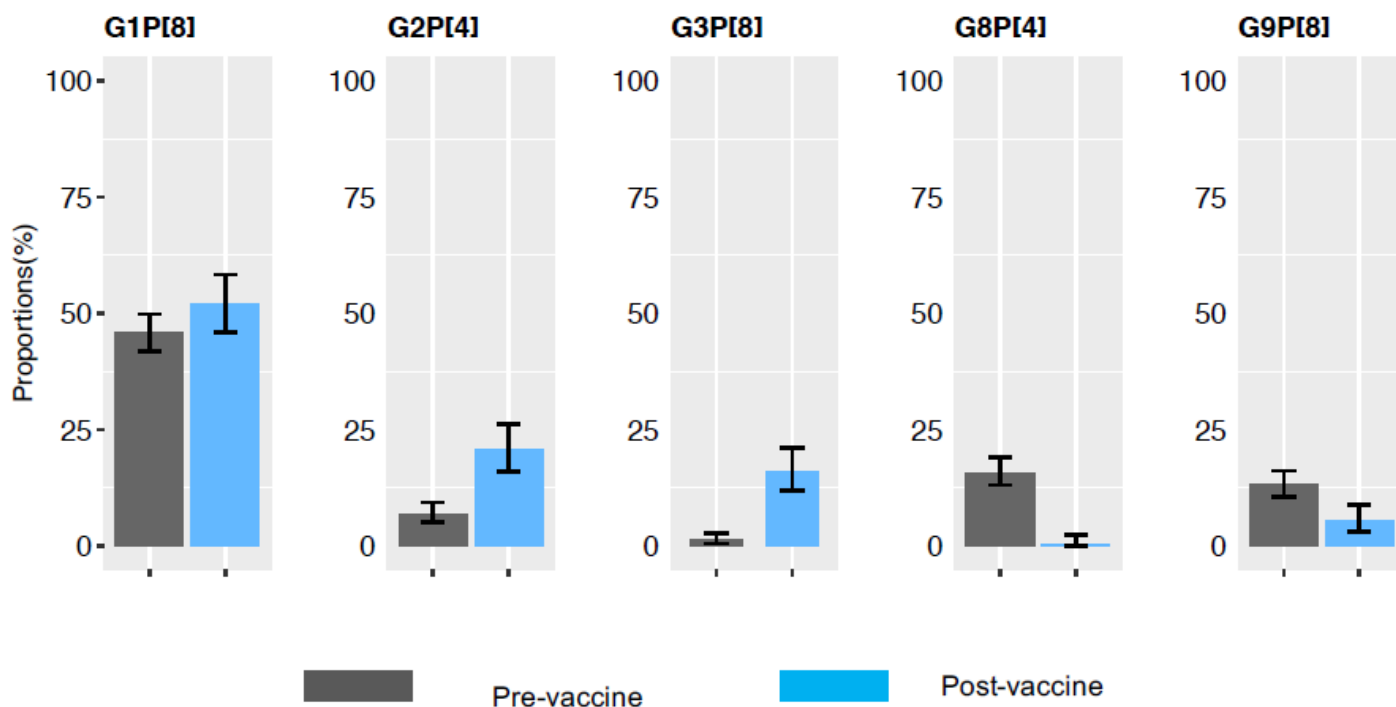 G1P[8] G2P[4] G3P[8] G8P[4] G9P[8]
100 100 100 100 100
75 75 75 75 75
50 50 50 50 50
25 25 25 25 25
0 0 0 0 0
Proportions(%)
Pre-vaccine Post-vaccine